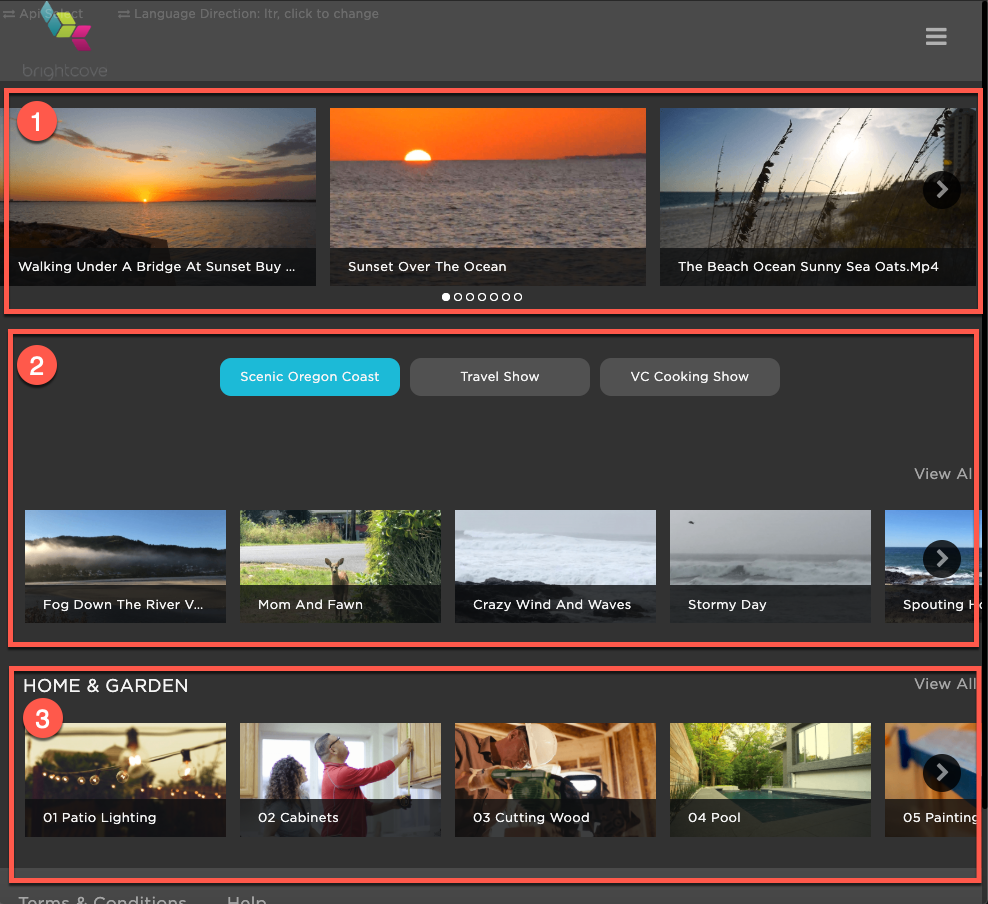 Api Select
Language Direction: ltr, click to change
brightcove
1
Walking Under A Bridge At Sunset Buy ...
Sunset Over The Ocean
The Beach Ocean Sunny Sea Oats.Mp4
2
Scenic Oregon Coast
Travel Show
VC Cooking Show
View Al
Fog Down The River V...
Mom And Fawn
Crazy Wind And Waves
Stormy Day
Spouting Ho
HOME & GARDEN
View All
3
01 Patio Lighting
02 Cabinets
03 Cutting Wood
04 Pool
05 Painting
Terms & Conditions
Help